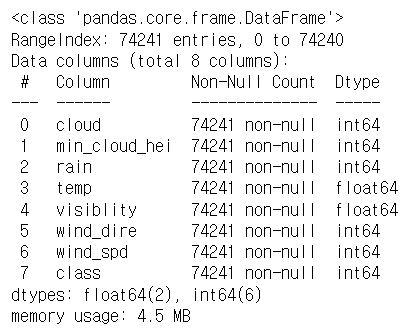 <class 'pandas.core.frame.DataFrame'>
RangeIndex: 74241 entries, 0 to 74240
Data columns (total 8 columns):
 #   Column         Non-Null Count  Dtype
---  ------         --------------  -----
 0   cloud          74241 non-null  int64
 1   min_cloud_hei  74241 non-null  int64
 2   rain           74241 non-null  int64
 3   temp           74241 non-null  float64
 4   visiblity      74241 non-null  float64
 5   wind_dire      74241 non-null  int64
 6   wind_spd       74241 non-null  int64
 7   class          74241 non-null  int64
dtypes: float64(2), int64(6)
memory usage: 4.5 MB